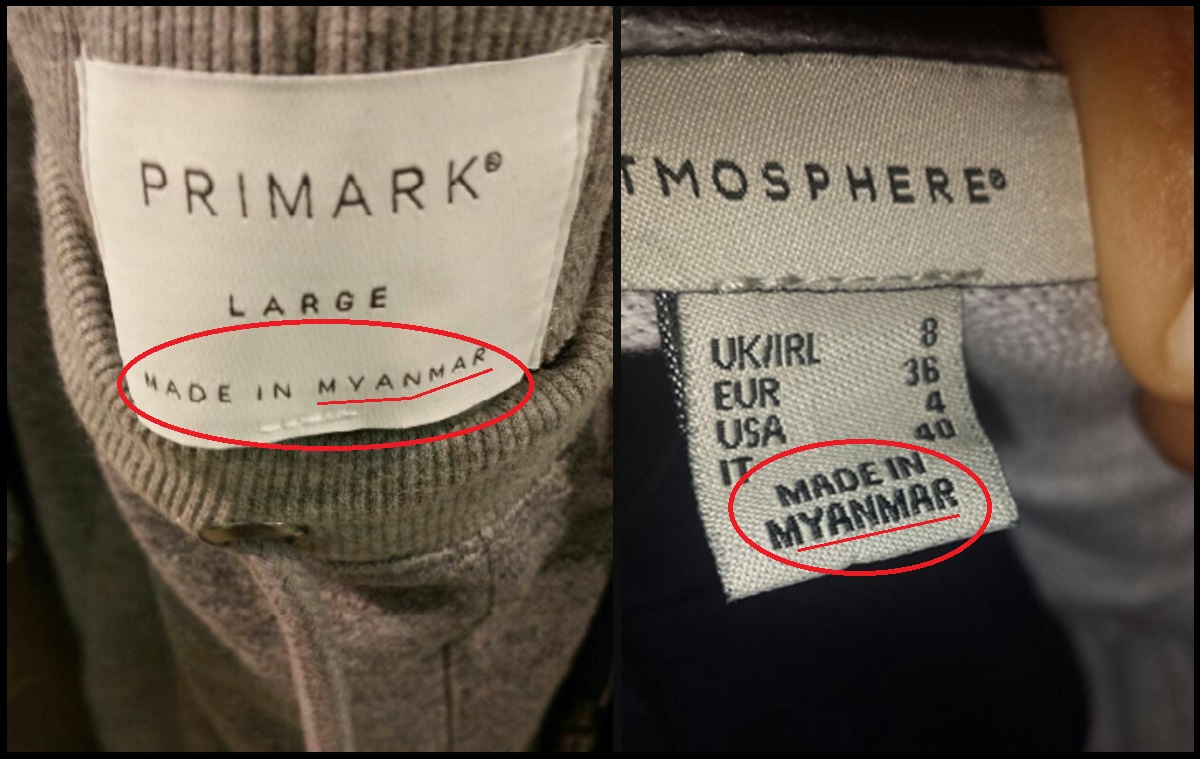 PRIMARK®
LARGE
MADE IN MYANMAR
TMOSPHERE®
UK/IRL 8
EUR 36
USA 4
IT 40
MADE IN
MYANMAR